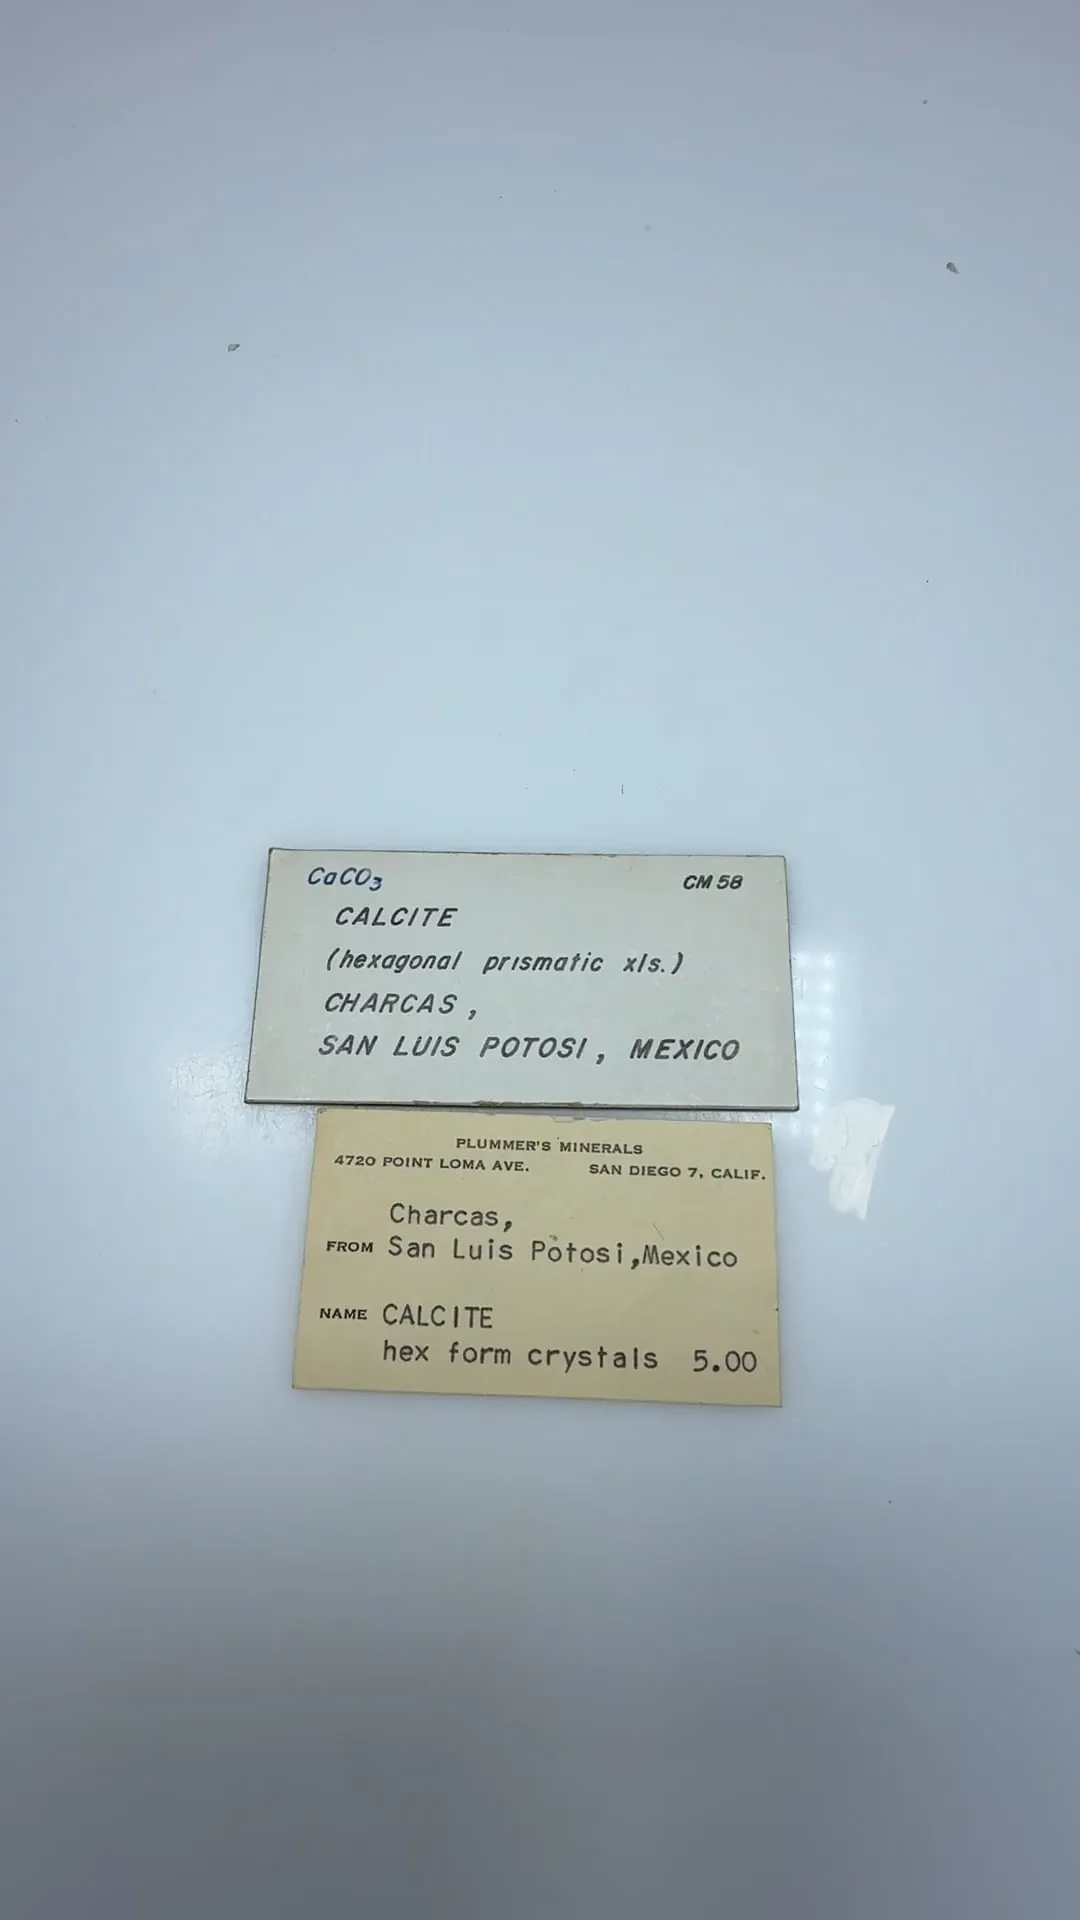 CaCO₃ CM 58
CALCITE
(hexagonal prismatic xls.)
CHARCAS,
SAN LUIS POTOSI, MEXICO
PLUMMER'S MINERALS
4720 POINT LOMA AVE. SAN DIEGO 7, CALIF.
Charcas,
FROM San Luis Potosi,Mexico
NAME CALCITE
hex form crystals 5.00